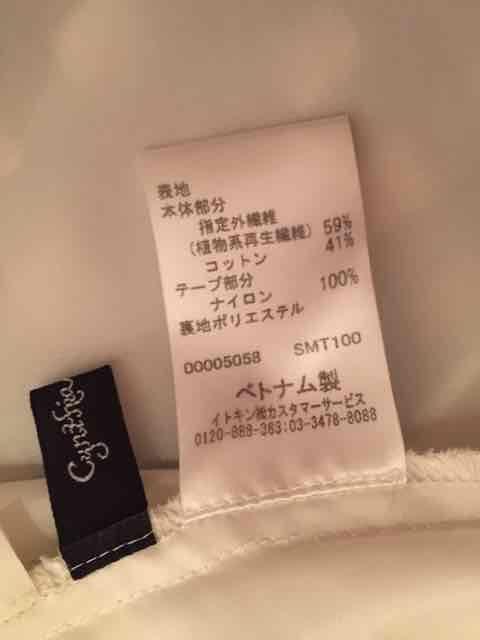 表地
本体部分
指定外繊維
(植物系再生繊維) 59%
コットン 41%
テープ部分
ナイロン 100%
裏地ポリエステル
00005058 SMT100
ベトナム製
イトキン㈱カスタマーサービス
0120-888-363:03-3478-8088